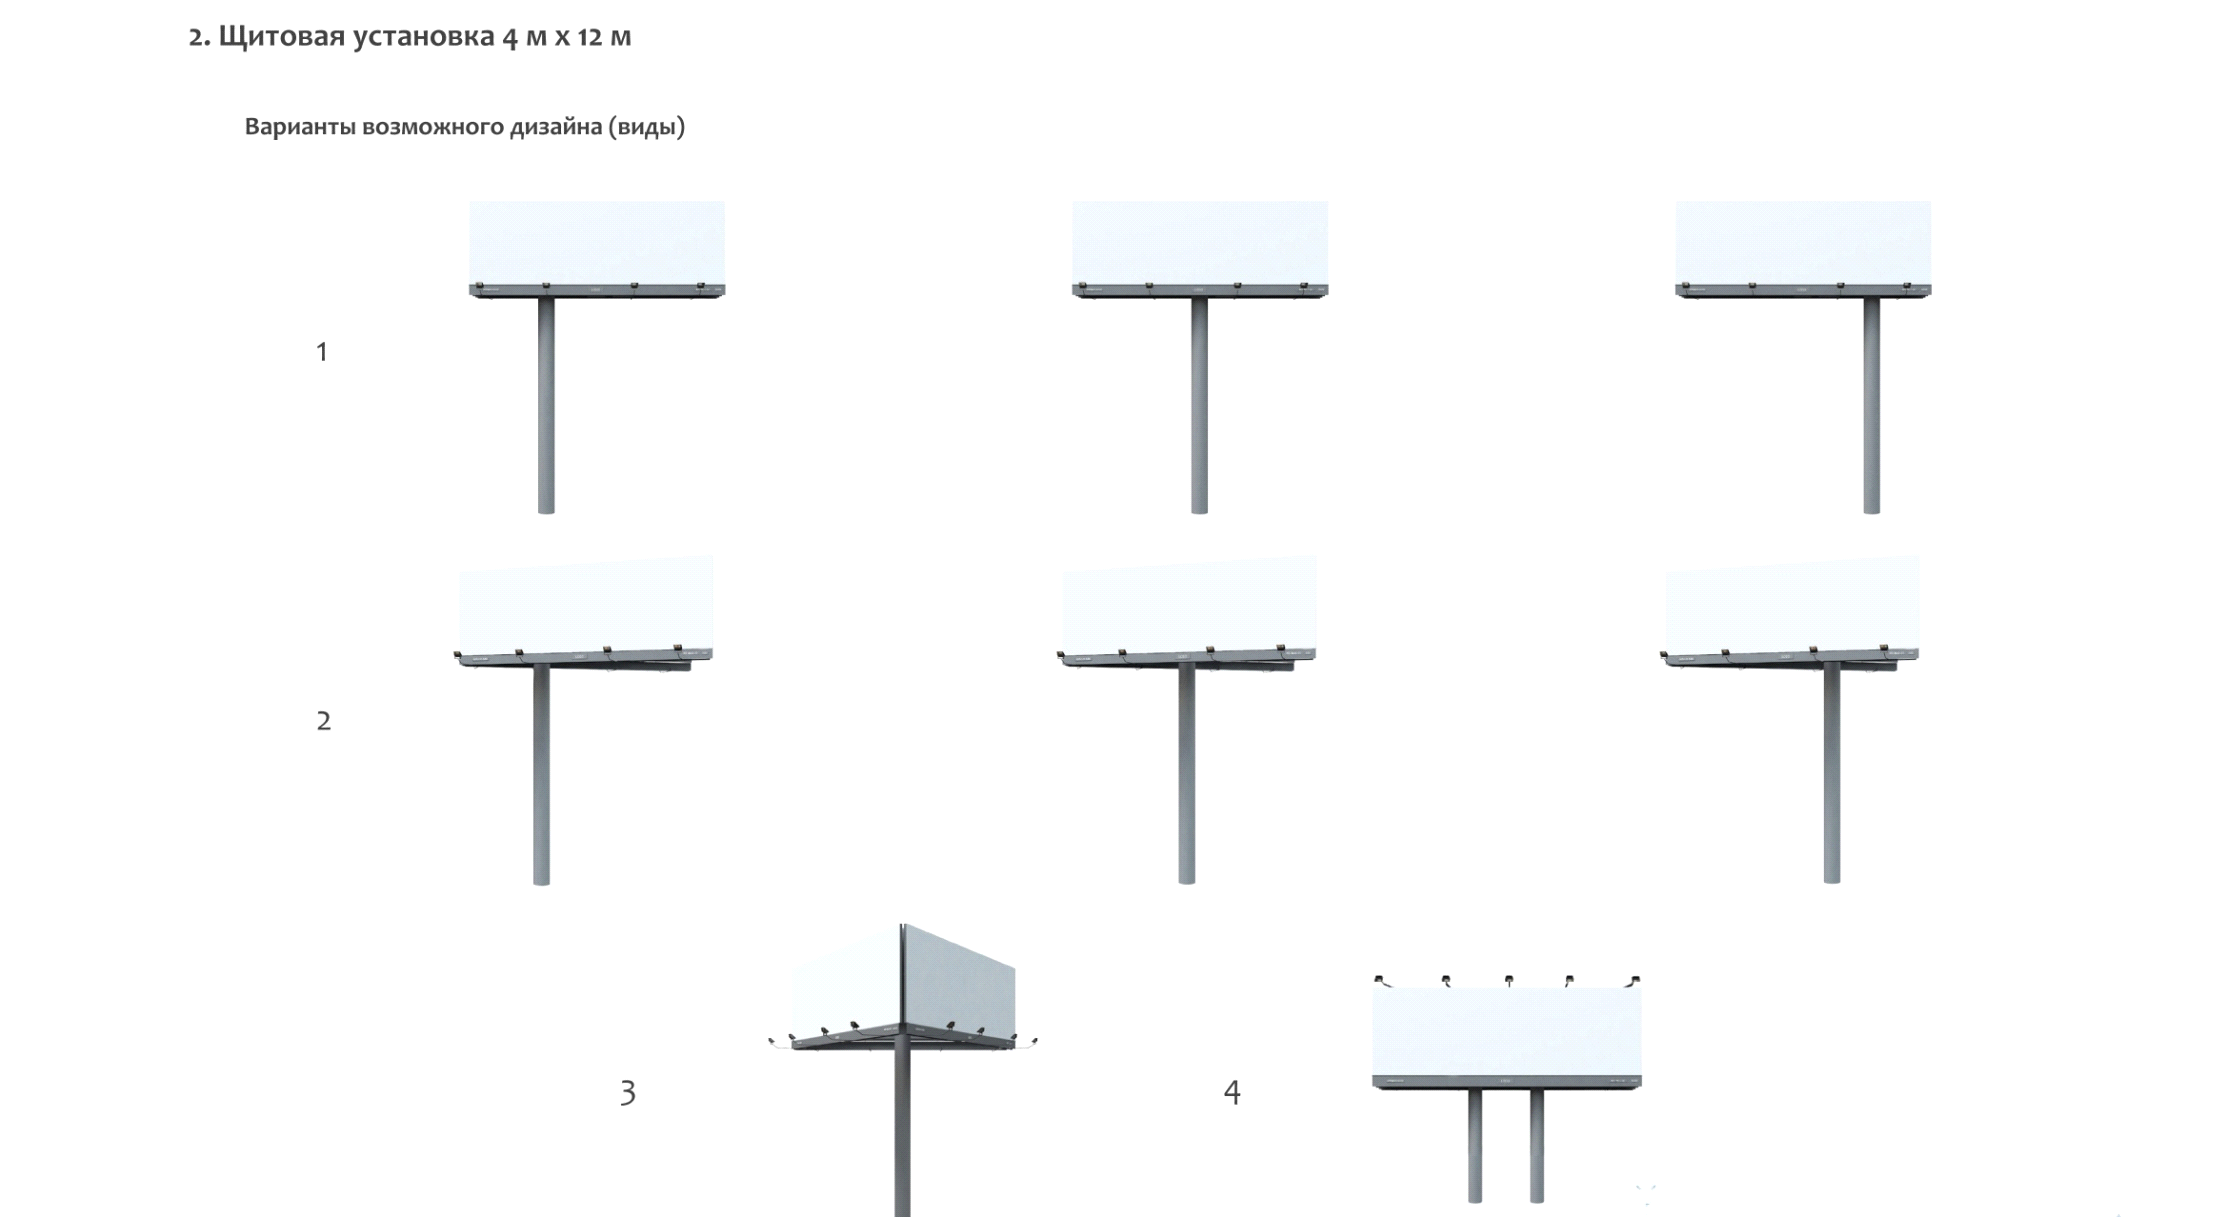 2. Щитовая установка 4 м х 12 м
Варианты возможного дизайна (виды)
1
2
3
4